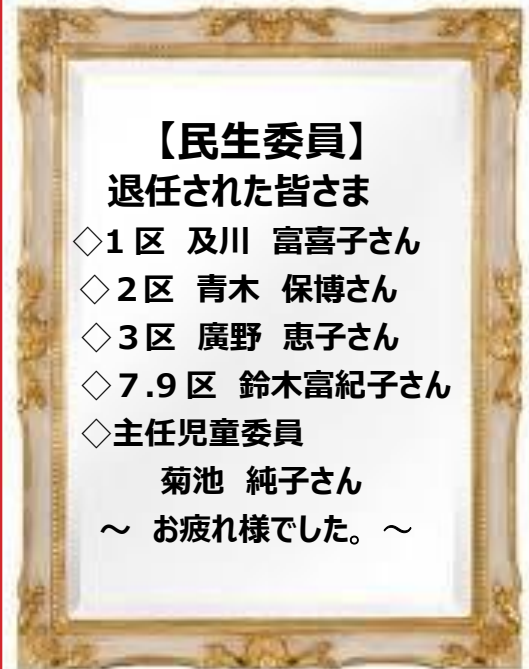 【民生委員】
退任された皆さま
◇1区 及川 富喜子さん
◇2区 青木 保博さん
◇3区 廣野 恵子さん
◇7.9区 鈴木富紀子さん
◇主任児童委員
菊池 純子さん
～ お疲れ様でした。～